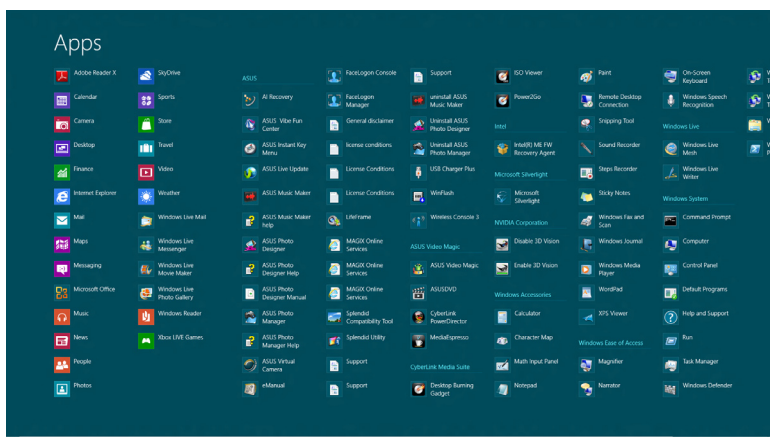 Apps
Adobe Reader X
Calendar
Camera
Desktop
Finance
Internet Explorer
Mail
Maps
Messaging
Microsoft Office
Music
News
People
Photos
SkyDrive
Sports
Store
Travel
Video
Weather
Windows Live Mail
Windows Live
Messenger
Windows Live
Movie Maker
Windows Live
Photo Gallery
Windows Reader
Xbox LIVE Games
ASUS
AI Recovery
ASUS Vibe Fun
Center
ASUS Instant Key
Menu
ASUS Live Update
ASUS Music Maker
ASUS Music Maker
help
ASUS Photo
Designer
ASUS Photo
Designer Help
ASUS Photo
Designer Manual
ASUS Photo
Manager
ASUS Photo
Manager Help
ASUS Virtual
Camera
eManual
FaceLogon Console
FaceLogon
Manager
General disclaimer
license conditions
License Conditions
License Conditions
LifeFrame
MAGIX Online
Services
MAGIX Online
Services
MAGIX Online
Services
Splendid
Compatibility Tool
Splendid Utility
Support
Support
Support
uninstall ASUS
Music Maker
Uninstall ASUS
Photo Designer
Uninstall ASUS
Photo Manager
USB Charger Plus
WinFlash
Wireless Console 3
ASUS Video Magic
ASUS Video Magic
ASUSDVD
CyberLink
PowerDirector
MediaEspresso
CyberLink Media Suite
Desktop Burning
Gadget
ISO Viewer
Power2Go
Intel
Intel(R) ME FW
Recovery Agent
Microsoft Silverlight
Microsoft
Silverlight
NVIDIA Corporation
Disable 3D Vision
Enable 3D Vision
Windows Accessories
Calculator
Character Map
Math Input Panel
Notepad
Paint
Remote Desktop
Connection
Snipping Tool
Sound Recorder
Steps Recorder
Sticky Notes
Windows Fax and
Scan
Windows Journal
Windows Media
Player
WordPad
XPS Viewer
Windows Ease of Access
Magnifier
Narrator
On-Screen
Keyboard
Windows Speech
Recognition
Windows Live
Windows Live
Mesh
Windows Live
Writer
Windows System
Command Prompt
Computer
Control Panel
Default Programs
Help and Support
Run
Task Manager
Windows Defender